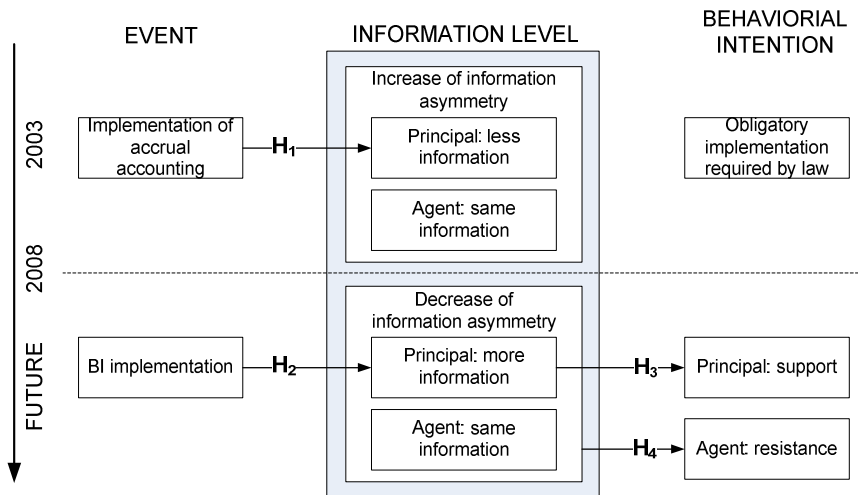 EVENT
INFORMATION LEVEL
BEHAVIORIAL
INTENTION
2003
Implementation of
accrual
accounting
H1
Increase of information
asymmetry
Principal: less
information
Agent: same
information
Obligatory
implementation
required by law
2008
FUTURE
BI implementation
H2
Decrease of
information asymmetry
Principal: more
information
Agent: same
information
H3
Principal: support
H4
Agent: resistance